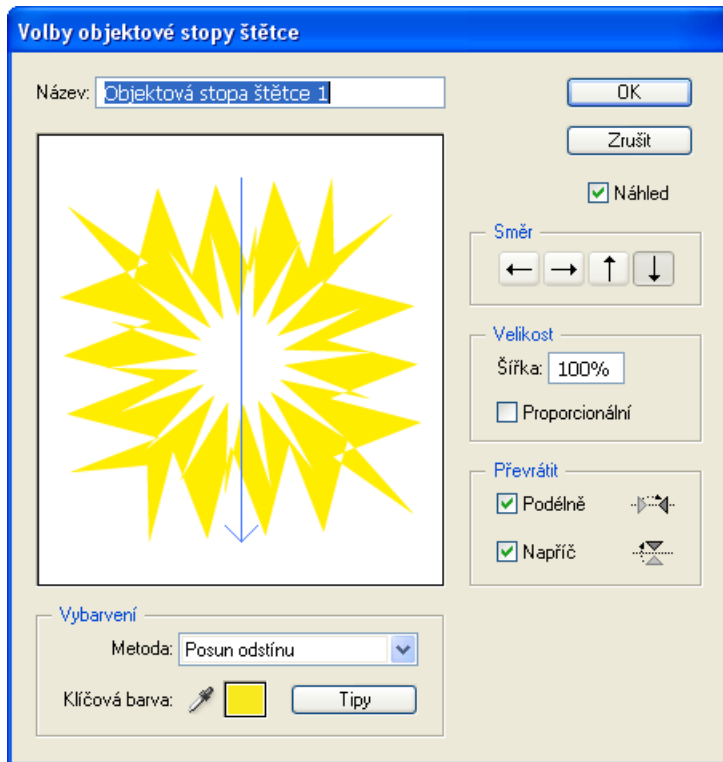 Volby objektové stopy štětce
Název: Objektová stopa štětce 1
OK
Zrušit
Náhled
Směr
Velikost
Šířka: 100%
Proporcionální
Převrátit
Podélně
Napříč
Vybarvení
Metoda: Posun odstínu
Klíčová barva: Tipy